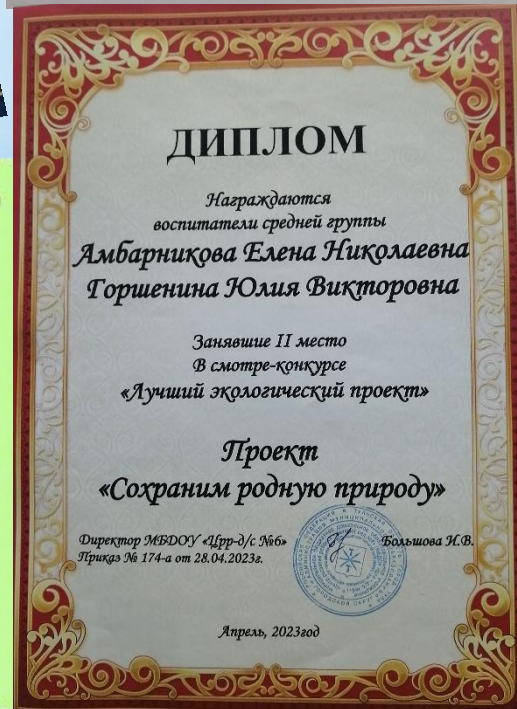 ДИПЛОМ
Награждаются
воспитатели средней группы
Амбарникова Елена Николаевна
Горшенина Юлия Викторовна
Занявшие II место
В смотре-конкурсе
«Лучший экологический проект»
Проект
«Сохраним родную природу»
Директор МБДОУ «Црр-д/с №6» Большова И.В.
Приказ № 174-а от 28.04.2023г.
Апрель, 2023год